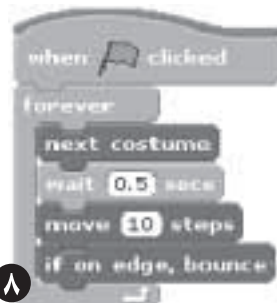 when clicked
forever
next costume
wait 0.5 secs
move 10 steps
if on edge, bounce
٨